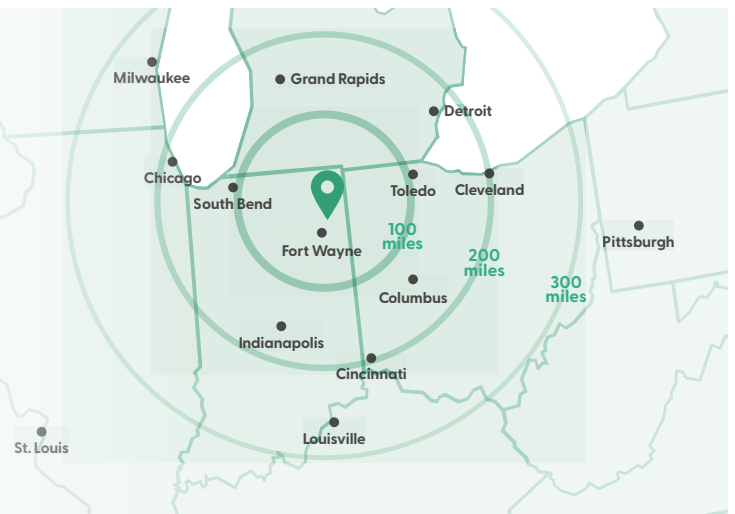 Milwaukee
Grand Rapids
Detroit
Chicago
South Bend
Toledo
Cleveland
Fort Wayne
100
miles
200
miles
300
miles
Pittsburgh
Columbus
Indianapolis
Cincinnati
Louisville
St. Louis